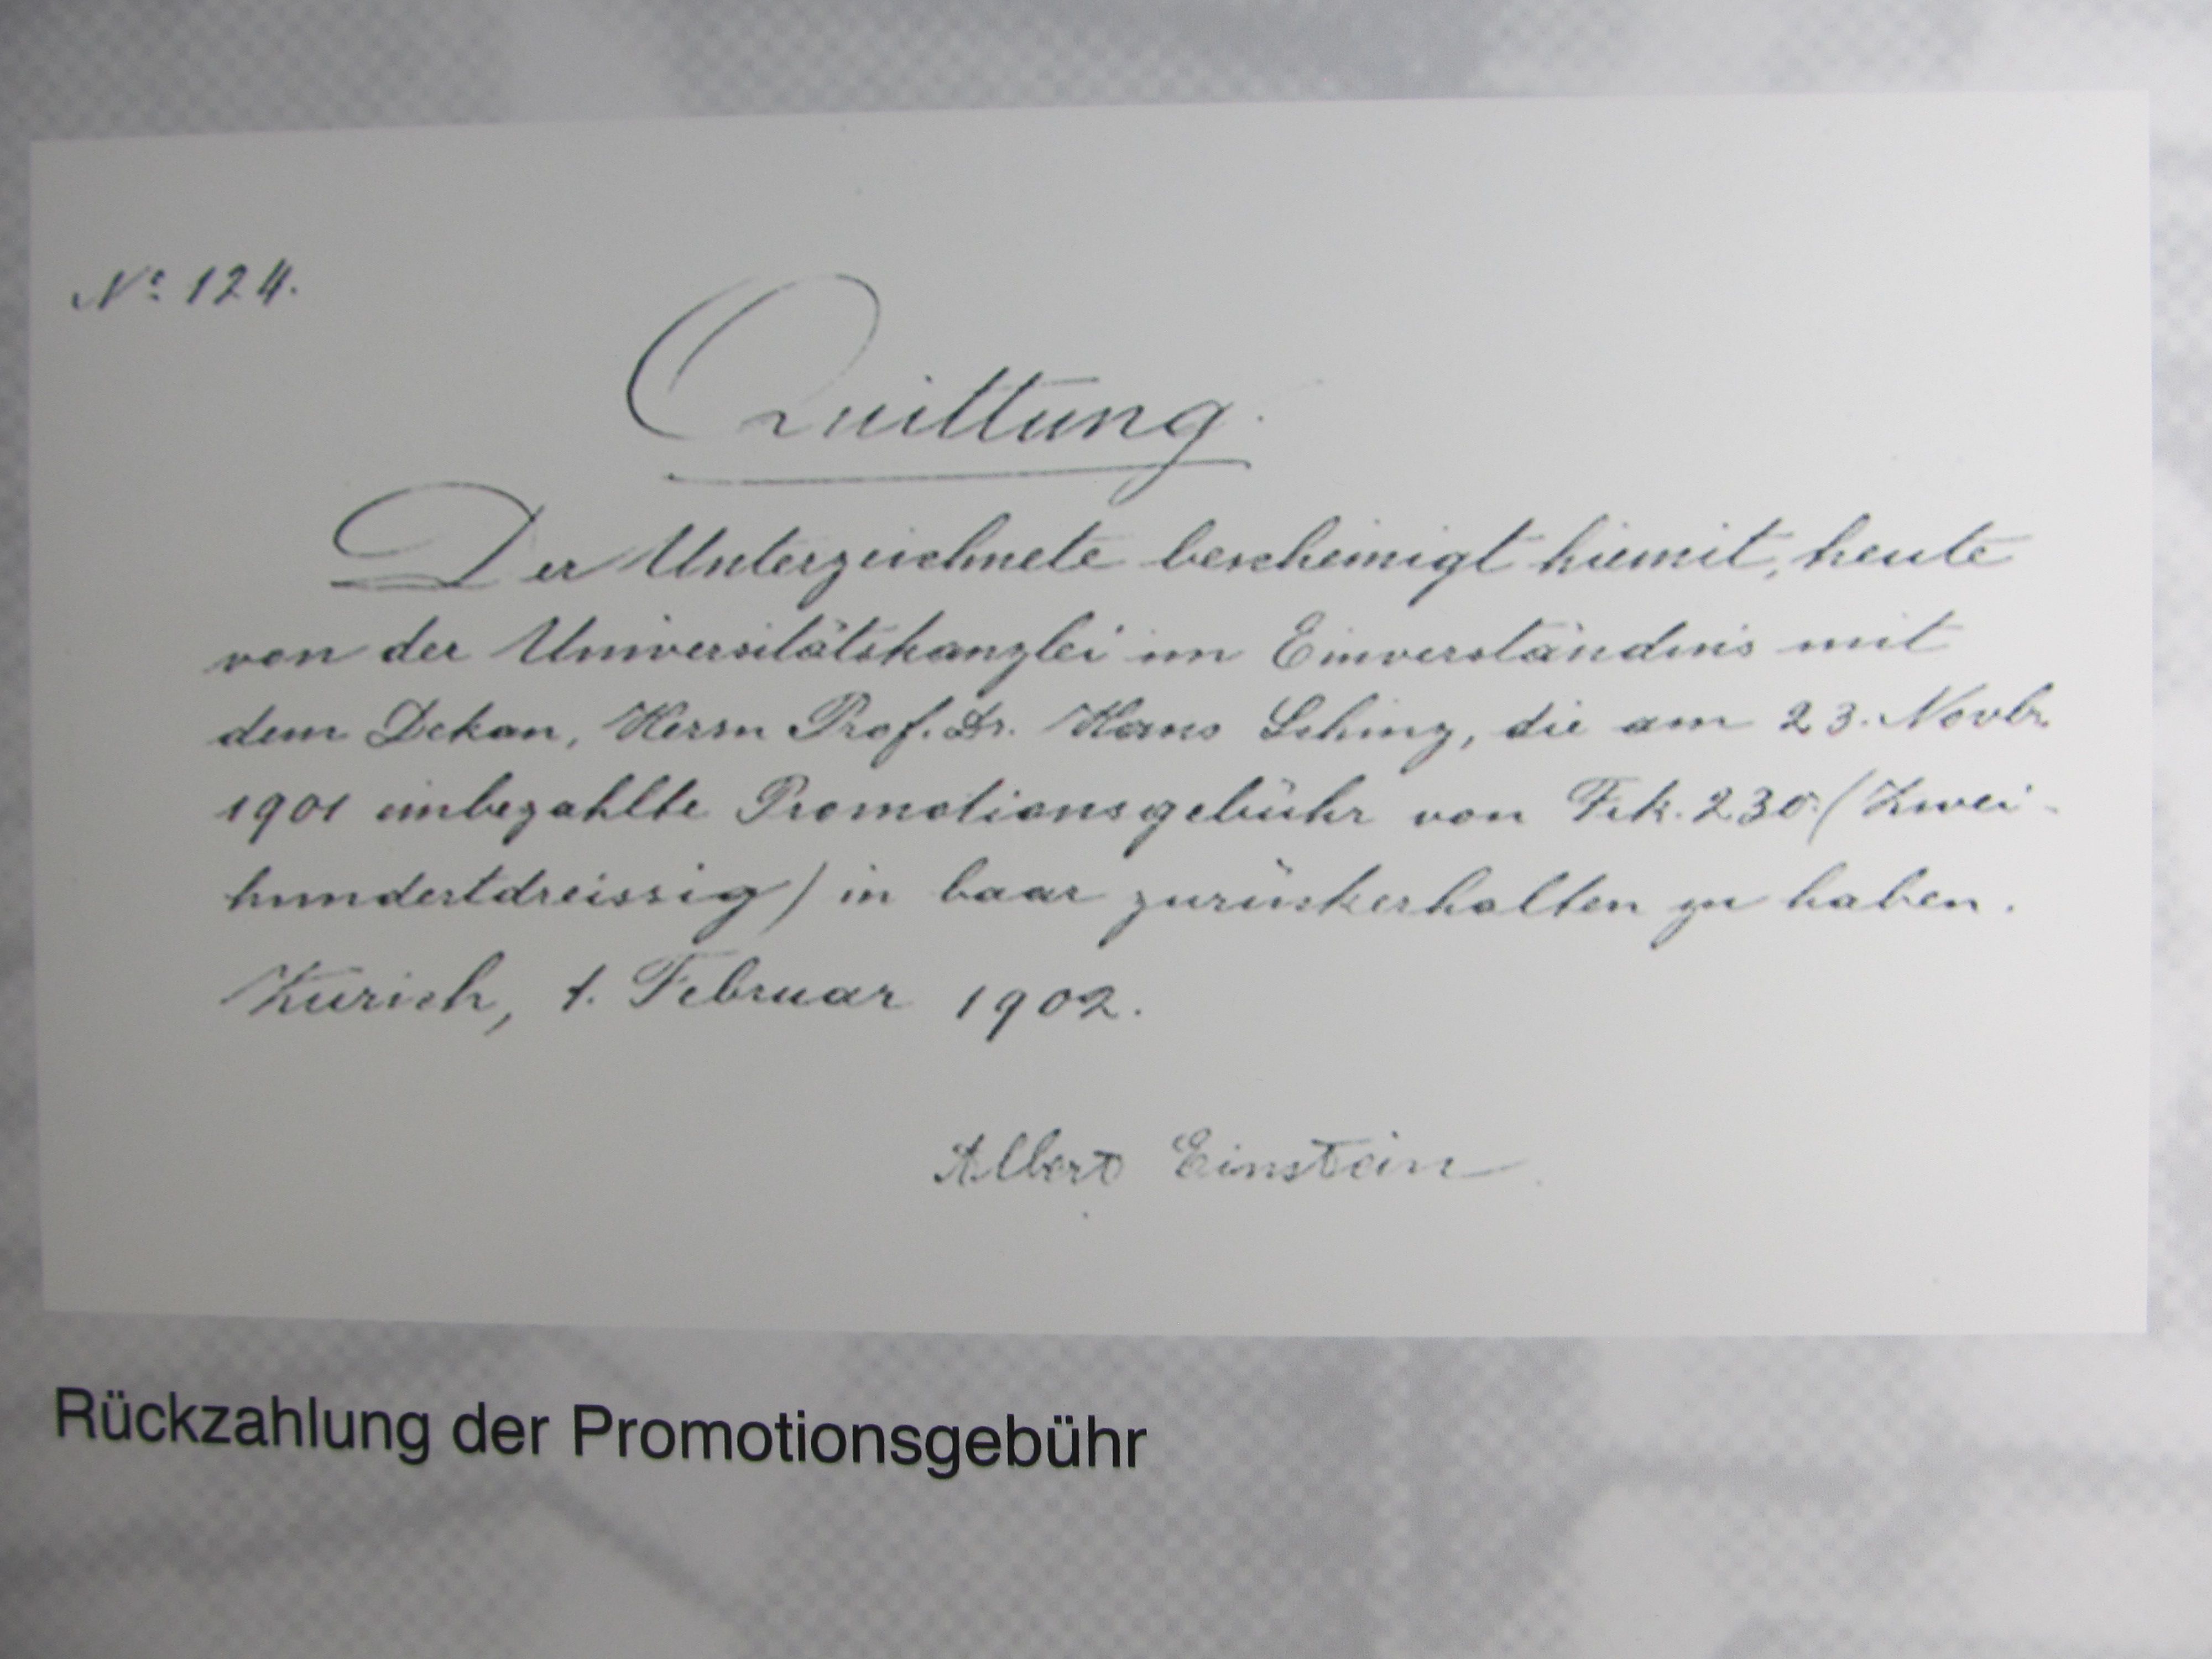 No. 124.
Quittung.
Der Unterzeichnete bescheinigt hiemit, heute
von der Universitätskanzlei im Einverständnis mit
dem Dekan, Herrn Prof. Dr. Hans Schinz, die am 23. Novbr.
1901 einbezahlte Promotionsgebühr von Frk. 230. (Zwei-
hundertdreissig) in baar zurückerhalten zu haben.
Zürich, 1. Februar 1902.
Albert Einstein
Rückzahlung der Promotionsgebühr